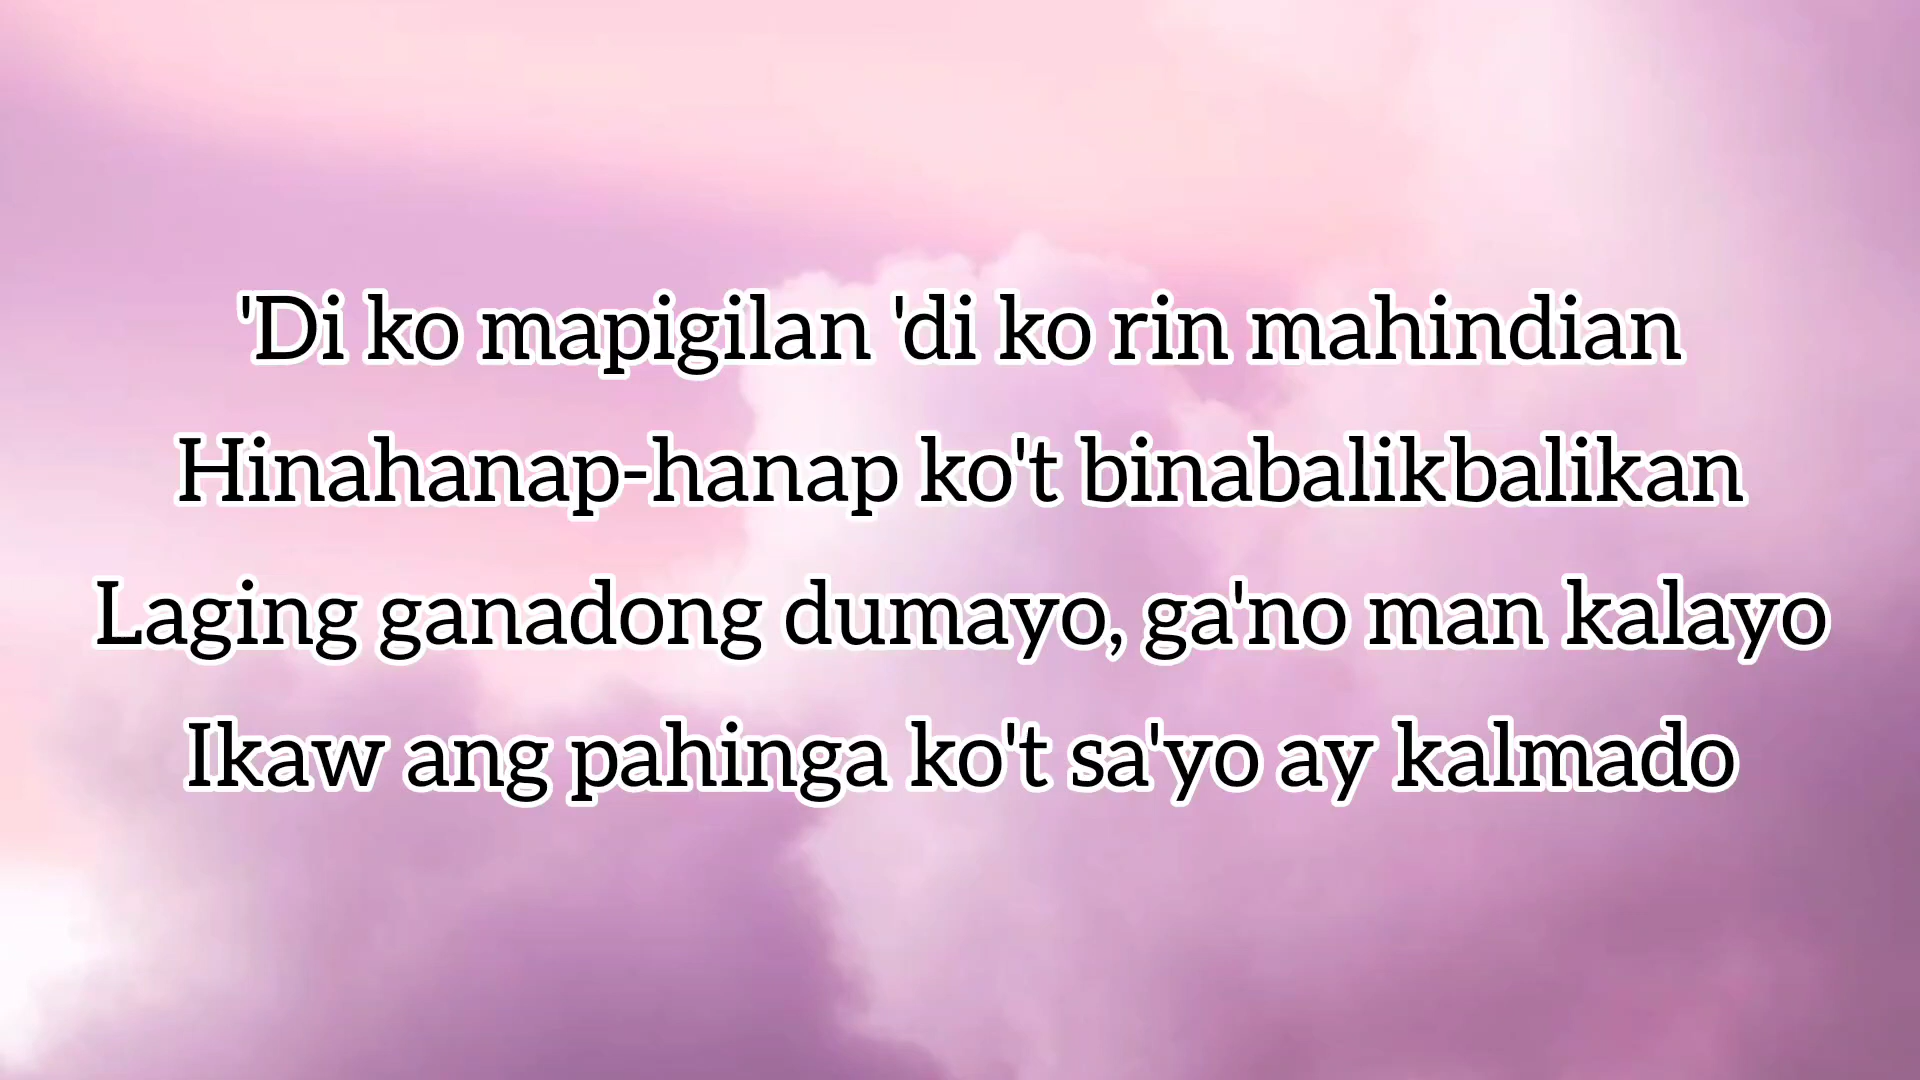 'Di ko mapigilan 'di ko rin mahindian
Hinahanap-hanap ko't binabalikbalikan
Laging ganadong dumayo, ga'no man kalayo
Ikaw ang pahinga ko't sa'yo ay kalmado